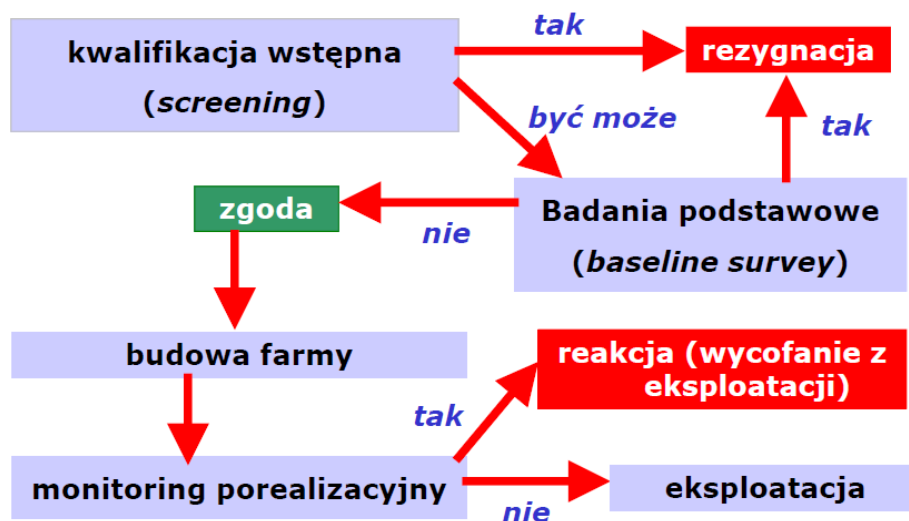 kwalifikacja wstępna
(screening)
tak
rezygnacja
być może
tak
zgoda
nie
Badania podstawowe
(baseline survey)
budowa farmy
reakcja (wycofanie z
eksploatacji)
tak
monitoring porealizacyjny
nie
eksploatacja